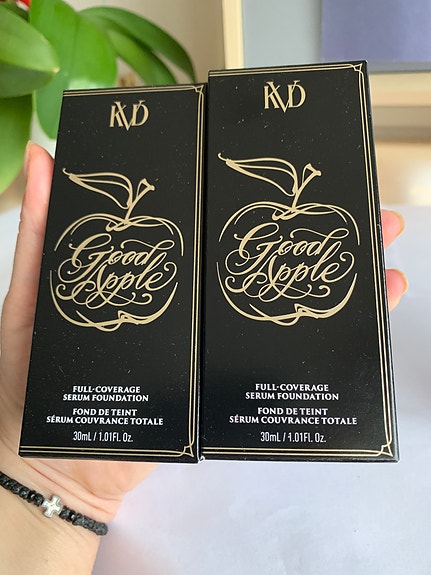 KVD
Good
Apple
FULL-COVERAGE
SERUM FOUNDATION
FOND DE TEINT
SÉRUM COUVRANCE TOTALE
30mL / 1.01FL. Oz.
KVD
Good
Apple
FULL-COVERAGE
SERUM FOUNDATION
FOND DE TEINT
SÉRUM COUVRANCE TOTALE
30mL / 1.01FL. Oz.